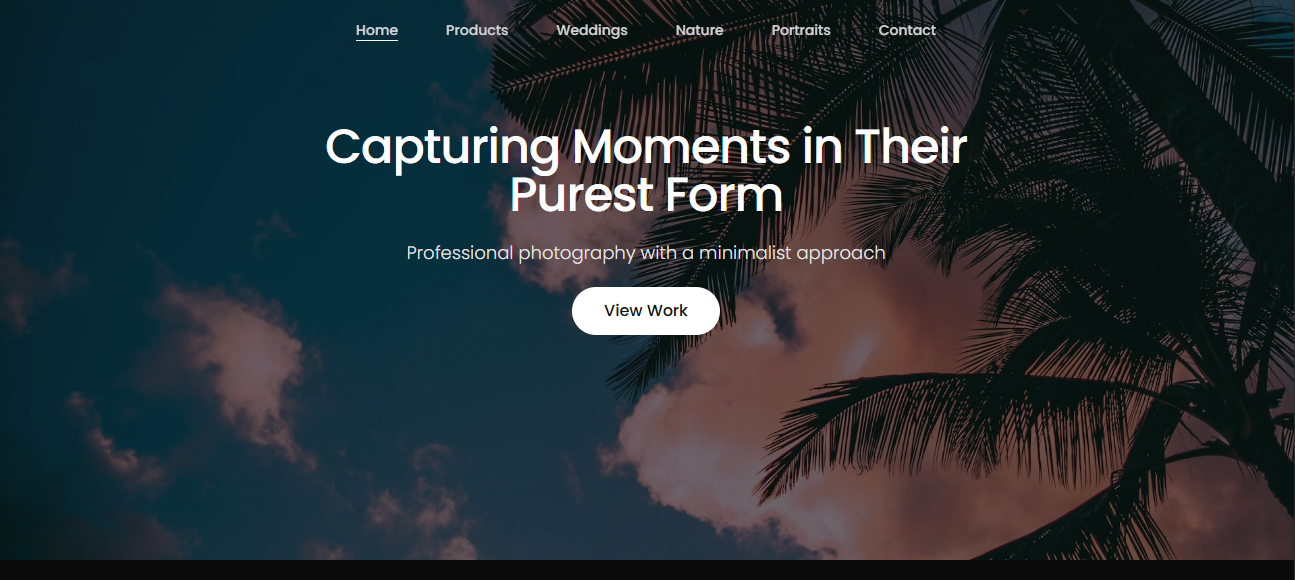 Home Products Weddings Nature Portraits Contact
Capturing Moments in Their
Purest Form
Professional photography with a minimalist approach
View Work